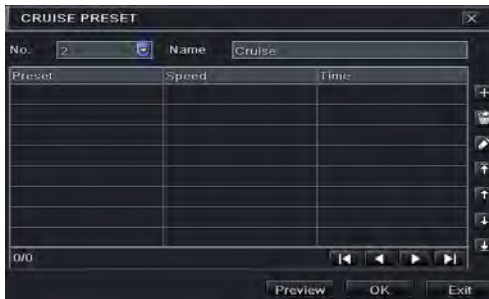 CRUISE PRESET
No. 2 Name Cruise
Preset Speed Time
0/0
Preview OK Exit